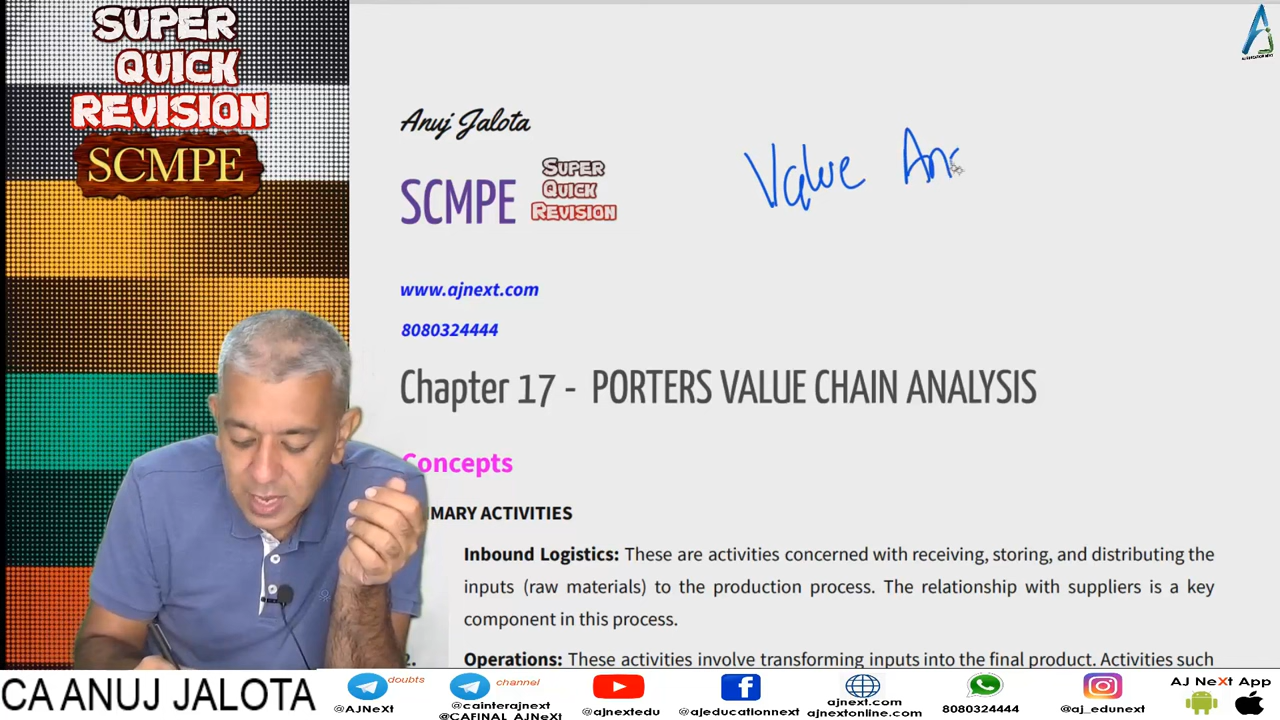 SUPER
QUICK
REVISION
SCMPE
Anuj Jalota
SCMPE
SUPER
QUICK
REVISION
Value An
www.ajnext.com
8080324444
Chapter 17 - PORTERS VALUE CHAIN ANALYSIS
Concepts
MARY ACTIVITIES
Inbound Logistics: These are activities concerned with receiving, storing, and distributing the
inputs (raw materials) to the production process. The relationship with suppliers is a key
component in this process.
2. Operations: These activities involve transforming inputs into the final product. Activities such
CA ANUJ JALOTA
doubts
@AJNeXt
channel
@cainterajnext
@CAFINAL_AJNeXt
@ajnextedu
@ajeducationnext
ajnext.com
ajnextonline.com
8080324444
@aj_edunext
AJ NeXt App